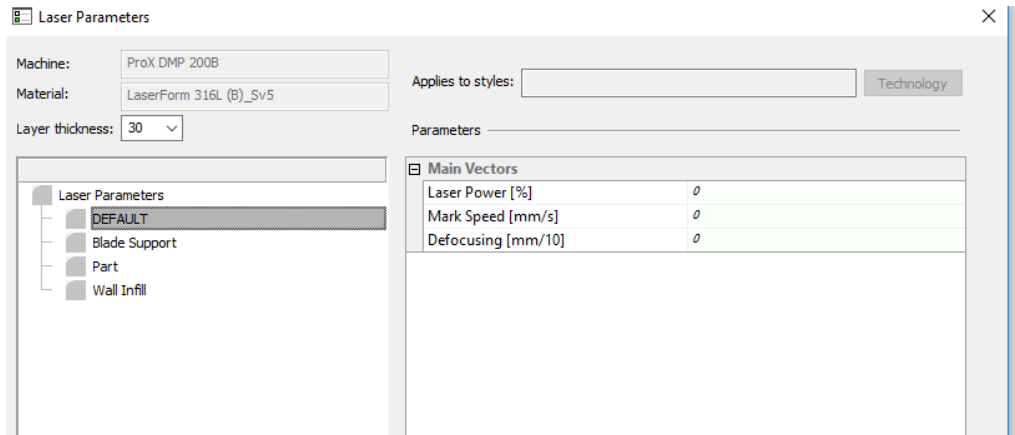 Laser Parameters
Machine: ProX DMP 200B
Material: LaserForm 316L (B)_Sv5
Layer thickness: 30
Applies to styles: Technology
Parameters
Laser Parameters
DEFAULT
Blade Support
Part
Wall Infill
Main Vectors
Laser Power [%] 0
Mark Speed [mm/s] 0
Defocusing [mm/10] 0